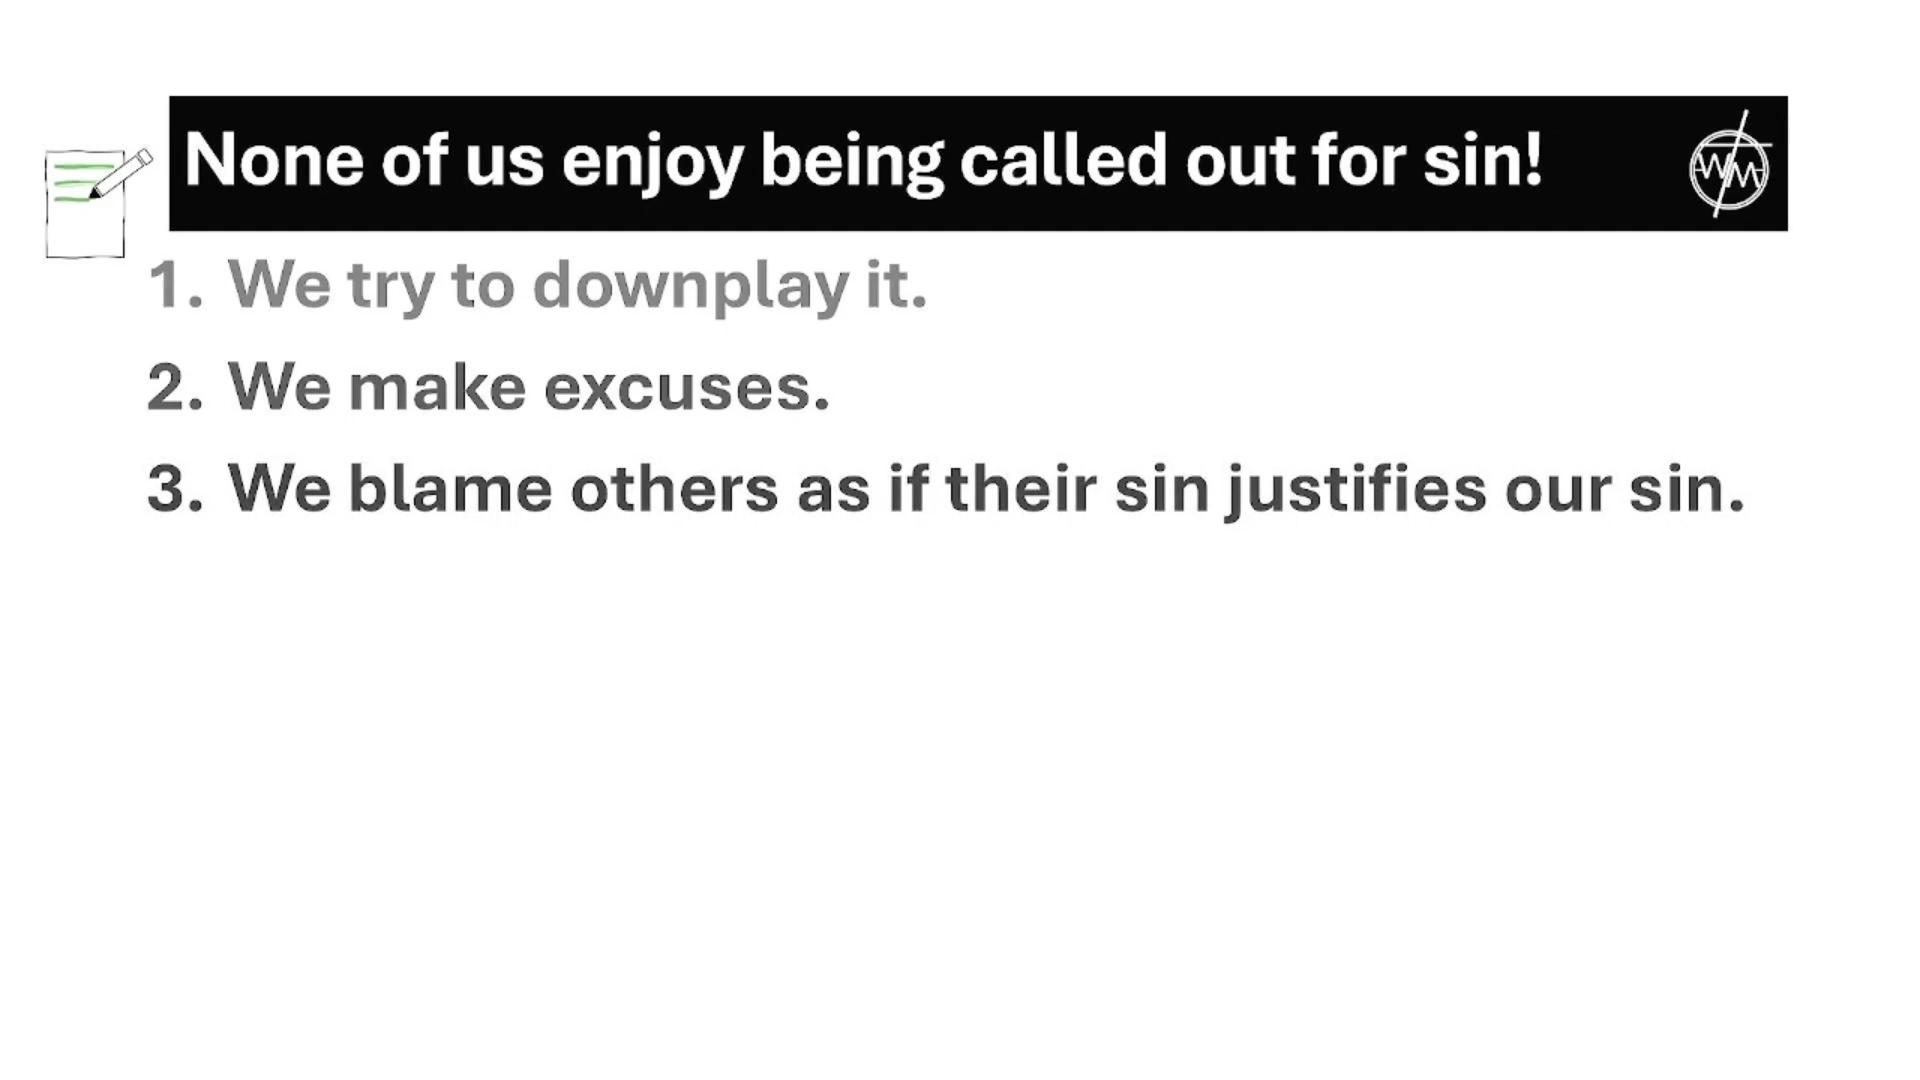 None of us enjoy being called out for sin!
WM
1. We try to downplay it.
2. We make excuses.
3. We blame others as if their sin justifies our sin.